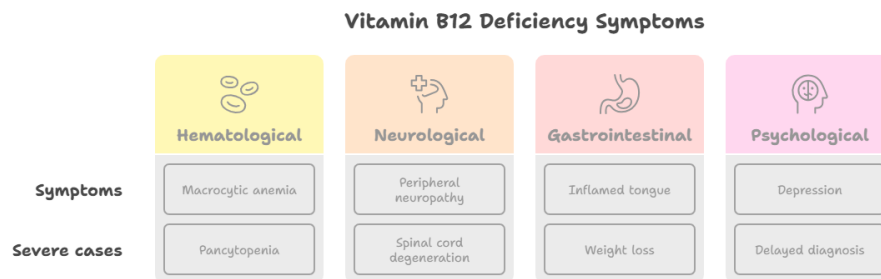 Vitamin B12 Deficiency Symptoms
Hematological Neurological Gastrointestinal Psychological
Symptoms Macrocytic anemia Peripheral neuropathy Inflamed tongue Depression
Severe cases Pancytopenia Spinal cord degeneration Weight loss Delayed diagnosis